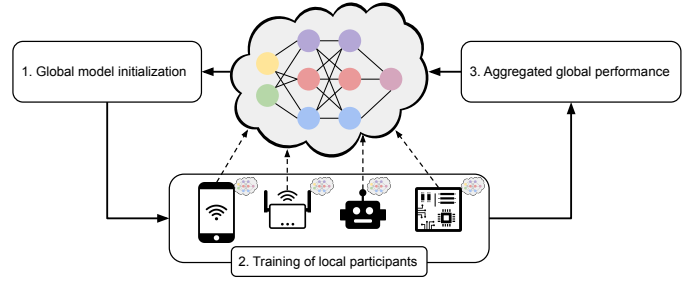 1. Global model initialization
3. Aggregated global performance
2. Training of local participants